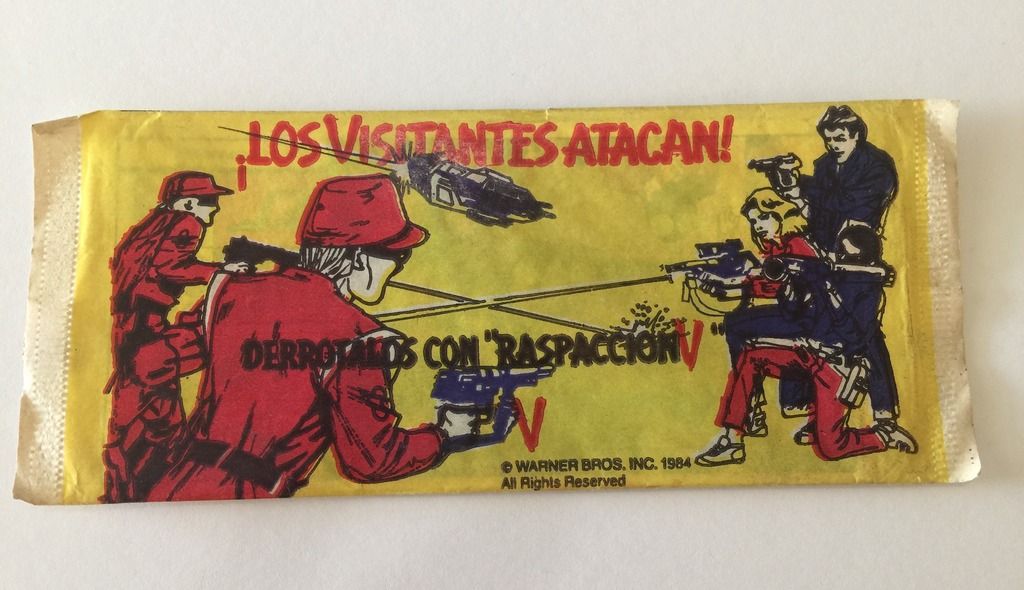 ¡LOS VISITANTES ATACAN!
DERROTALOS CON "RASPACCION V"
V
© WARNER BROS. INC. 1984
All Rights Reserved